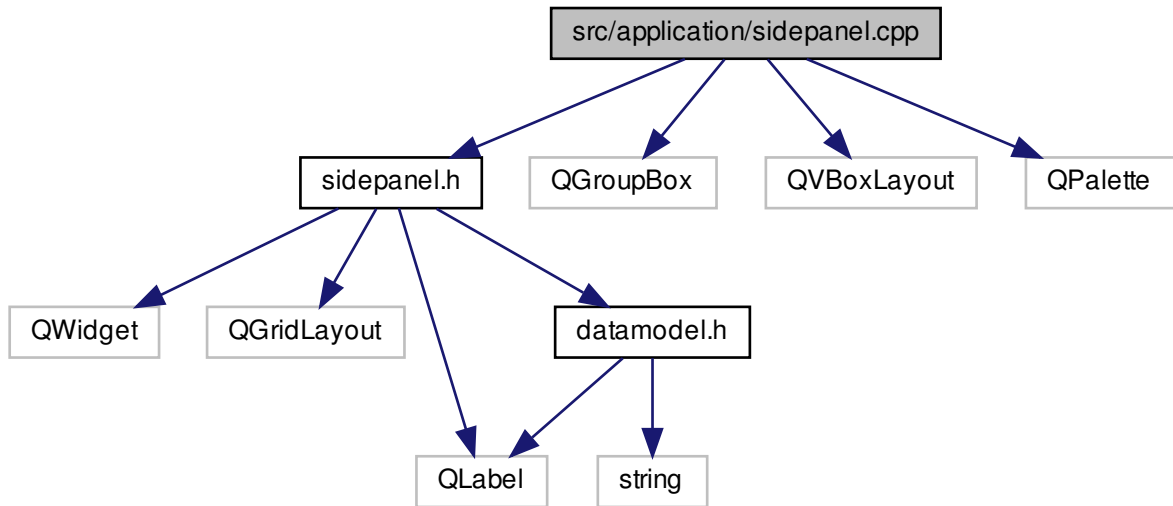 src/application/sidepanel.cpp
sidepanel.h
QGroupBox
QVBoxLayout
QPalette
QWidget
QGridLayout
datamodel.h
QLabel
string